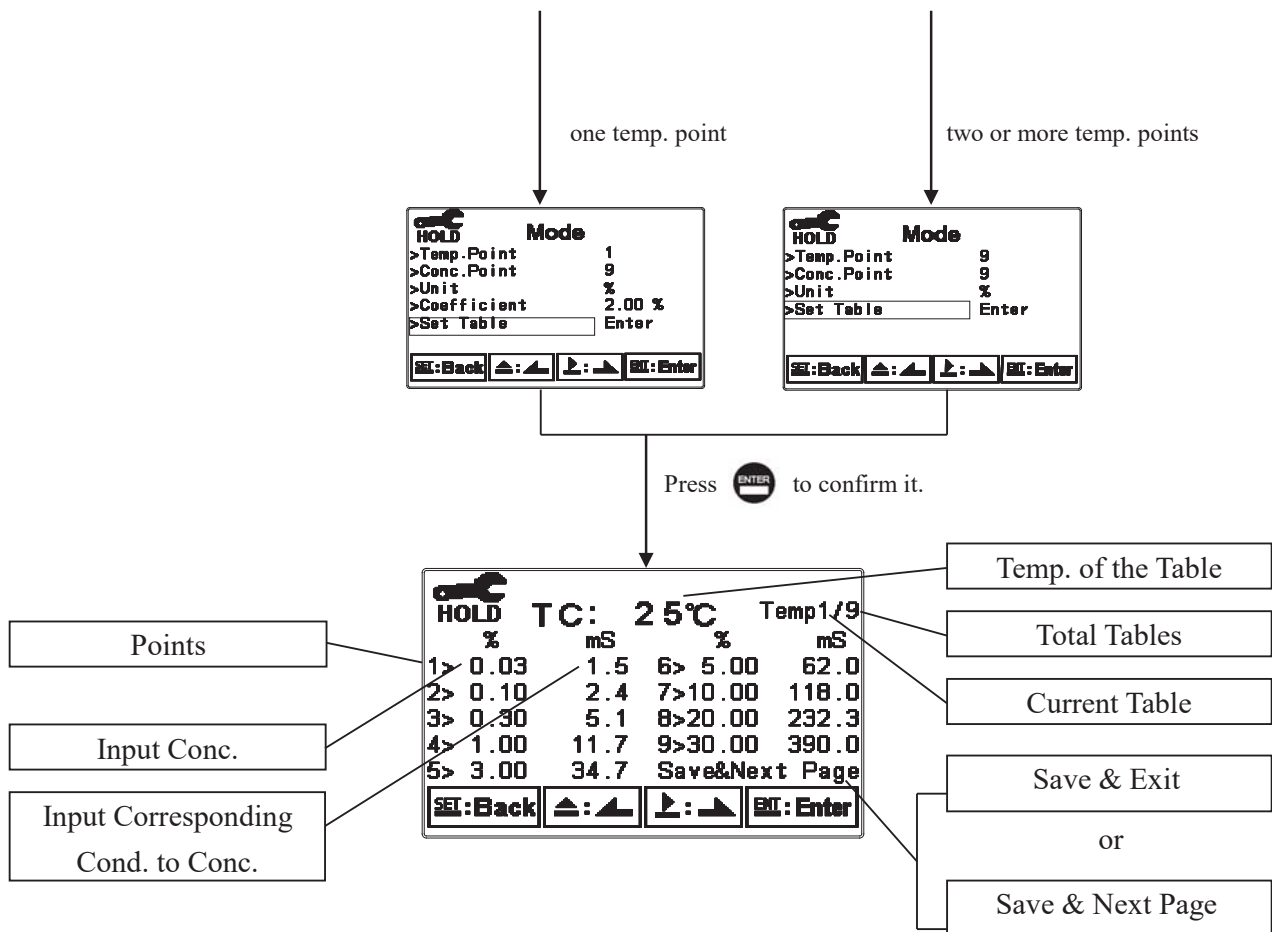 one temp. point
two or more temp. points
HOLD Mode
>Temp.Point 1
>Conc.Point 9
>Unit %
>Coefficient 2.00 %
>Set Table Enter
SET:Back ENT:Enter
HOLD Mode
>Temp.Point 9
>Conc.Point 9
>Unit %
>Set Table Enter
SET:Back ENT:Enter
Press ENTER to confirm it.
HOLD TC: 25℃ Temp1/9
% mS % mS
1> 0.03 1.5 6> 5.00 62.0
2> 0.10 2.4 7>10.00 118.0
3> 0.30 5.1 8>20.00 232.3
4> 1.00 11.7 9>30.00 390.0
5> 3.00 34.7 Save&Next Page
SET:Back ENT:Enter
Points
Input Conc.
Input Corresponding
Cond. to Conc.
Temp. of the Table
Total Tables
Current Table
Save & Exit
or
Save & Next Page